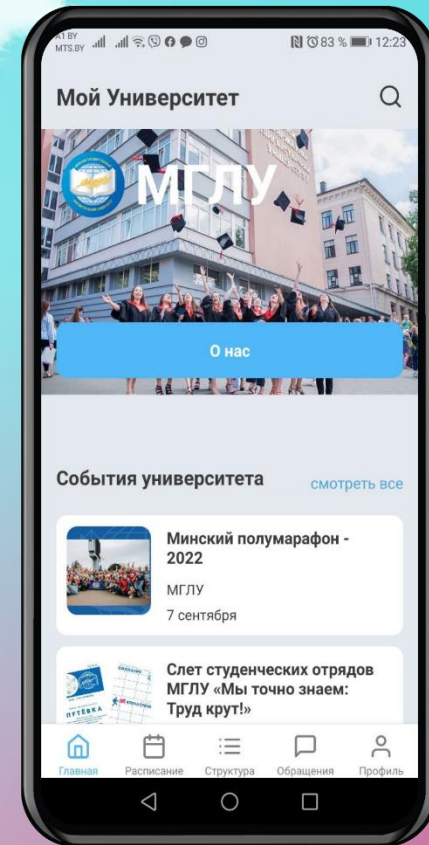 A1 BY
MTS.BY
83 %
12:23
Мой Университет
МГЛУ
О нас
События университета
смотреть все
Минский полумарафон -
2022
МГЛУ
7 сентября
Слет студенческих отрядов
МГЛУ «Мы точно знаем:
Труд крут!»
ПУТЁВКА
Главная
Расписание
Структура
Обращения
Профиль